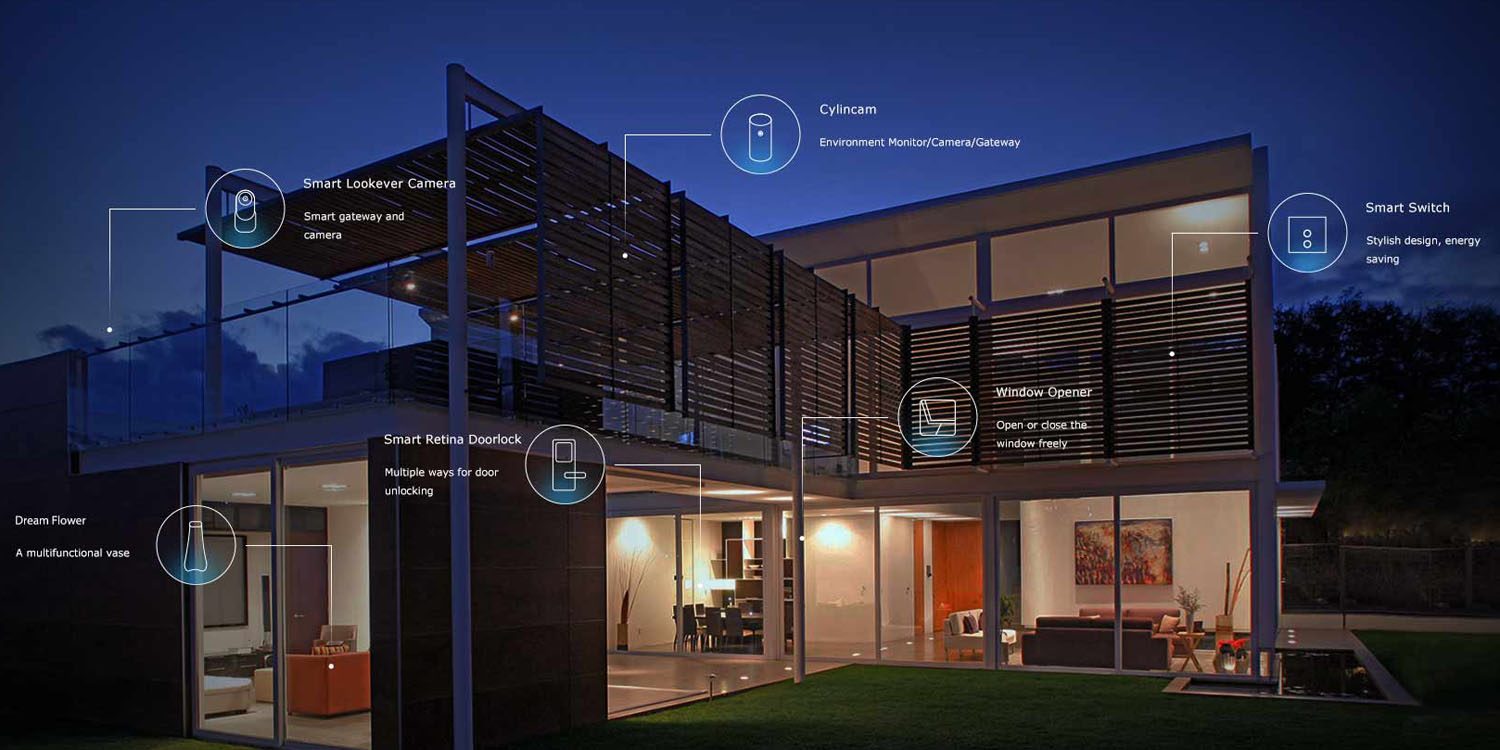 Cylincam
Environment Monitor/Camera/Gateway
Smart Lookever Camera
Smart gateway and
camera
Smart Switch
Stylish design, energy
saving
Window Opener
Open or close the
window freely
Smart Retina Doorlock
Multiple ways for door
unlocking
Dream Flower
A multifunctional vase